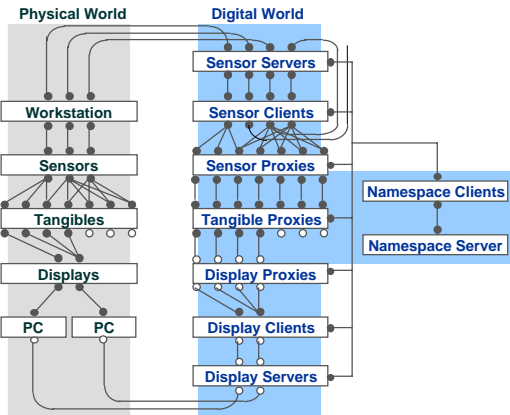 Physical World
Digital World
Sensor Servers
Workstation
Sensor Clients
Sensors
Sensor Proxies
Namespace Clients
Tangibles
Tangible Proxies
Namespace Server
Displays
Display Proxies
PC
PC
Display Clients
Display Servers